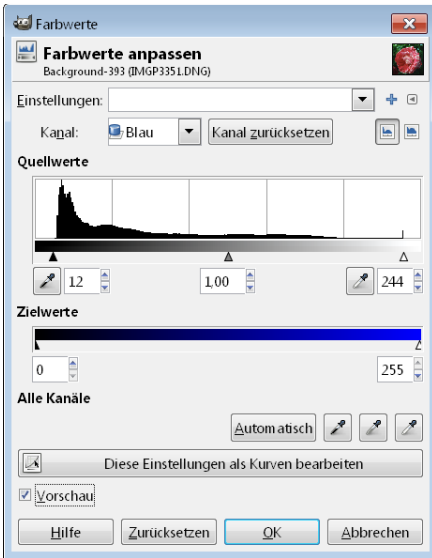 Farbwerte
Farbwerte anpassen
Background-393 (IMGP3351.DNG)
Einstellungen:
Kanal: Blau Kanal zurücksetzen
Quellwerte
12 1,00 244
Zielwerte
0 255
Alle Kanäle
Automatisch
Diese Einstellungen als Kurven bearbeiten
Vorschau
Hilfe Zurücksetzen OK Abbrechen